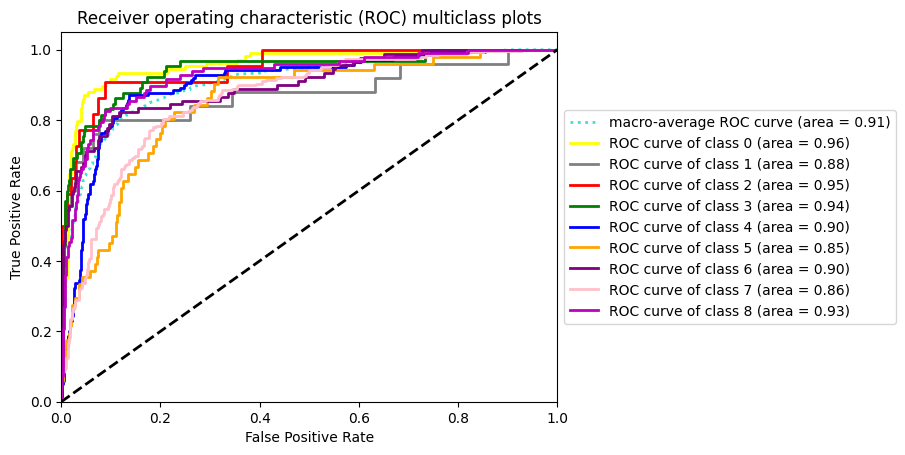 Receiver operating characteristic (ROC) multiclass plots
True Positive Rate
1.0
0.8
0.6
0.4
0.2
0.0
0.0 0.2 0.4 0.6 0.8 1.0
False Positive Rate
macro-average ROC curve (area = 0.91)
ROC curve of class 0 (area = 0.96)
ROC curve of class 1 (area = 0.88)
ROC curve of class 2 (area = 0.95)
ROC curve of class 3 (area = 0.94)
ROC curve of class 4 (area = 0.90)
ROC curve of class 5 (area = 0.85)
ROC curve of class 6 (area = 0.90)
ROC curve of class 7 (area = 0.86)
ROC curve of class 8 (area = 0.93)